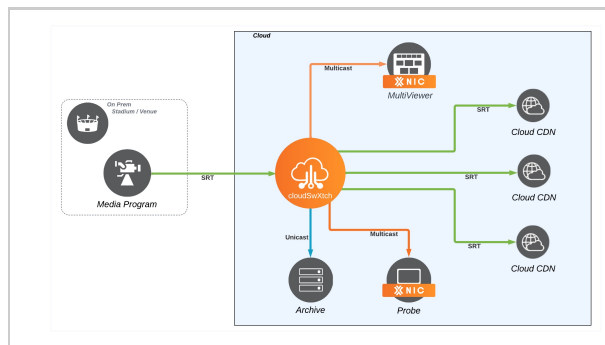 Cloud
Multicast
NIC
MultiViewer
On Prem
Stadium / Venue
Media Program
SRT
cloudSwXtch
SRT
Cloud CDN
SRT
Cloud CDN
SRT
Cloud CDN
Unicast
Multicast
Archive
NIC
Probe